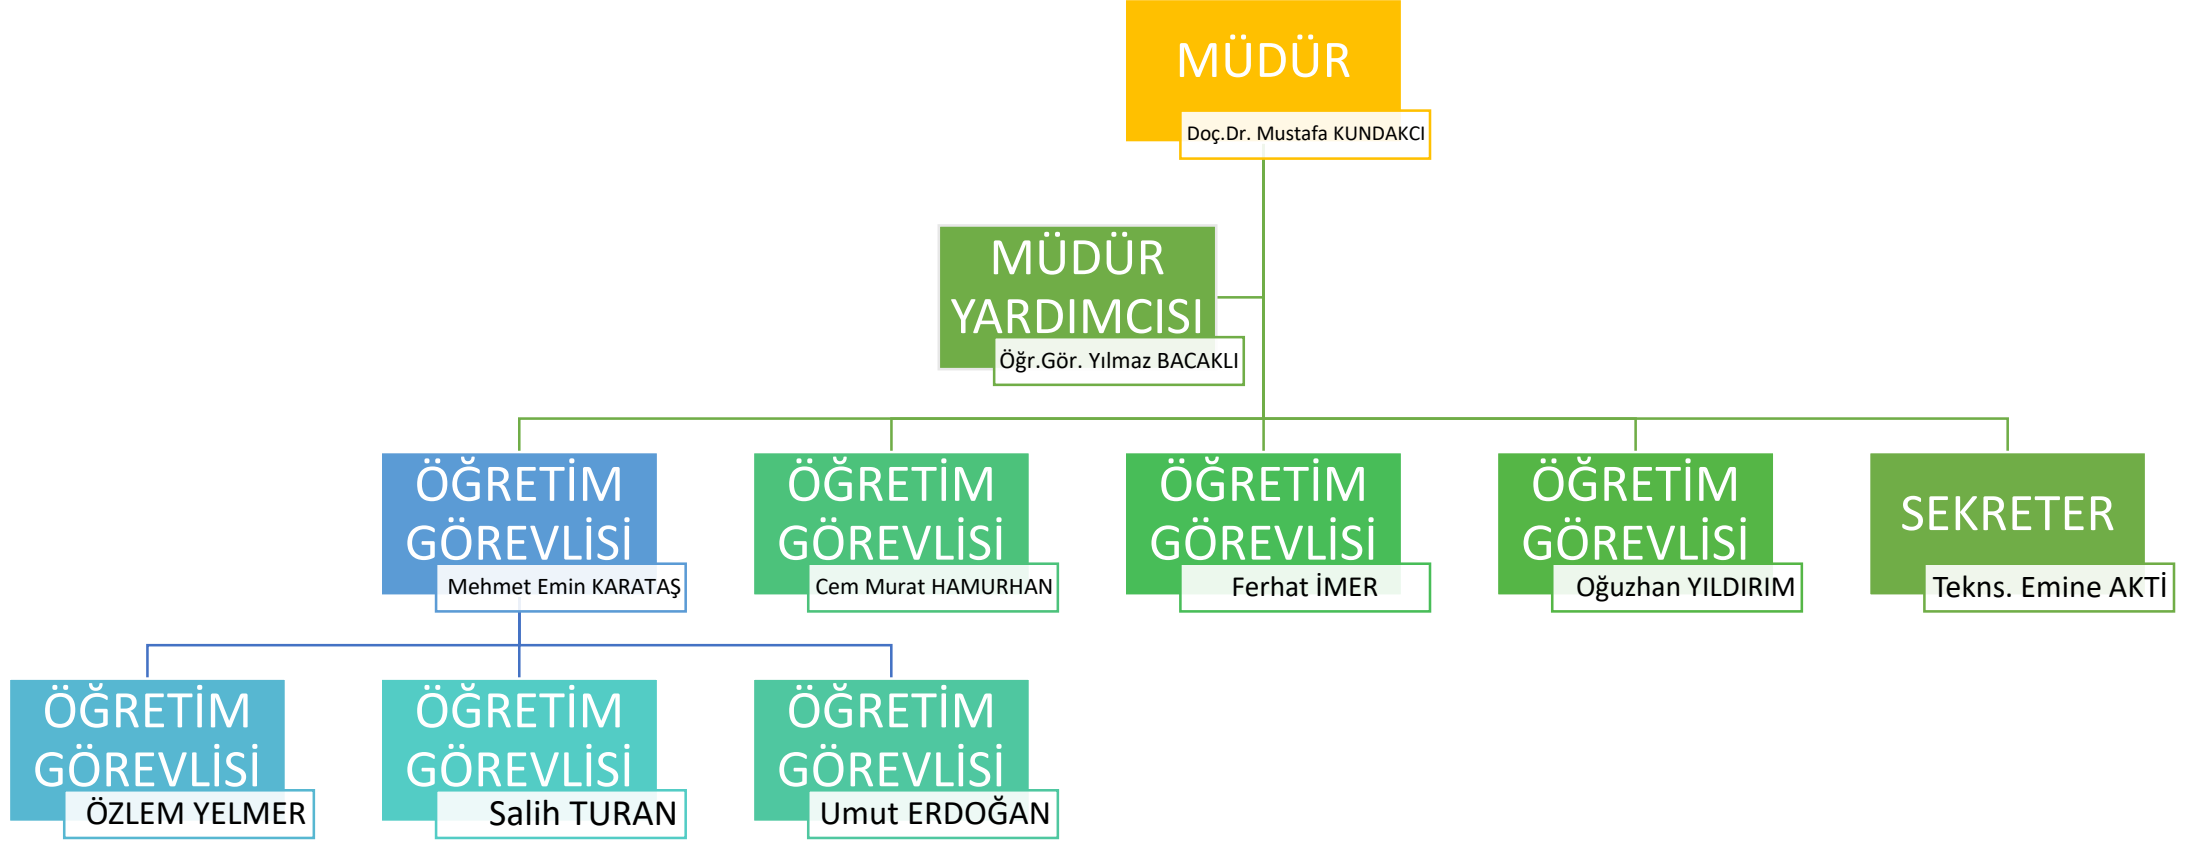 MÜDÜR
Doç.Dr. Mustafa KUNDAKCI
MÜDÜR
YARDIMCISI
Öğr.Gör. Yılmaz BACAKLI
ÖĞRETİM
GÖREVLİSİ
Mehmet Emin KARATAŞ
ÖĞRETİM
GÖREVLİSİ
Cem Murat HAMURHAN
ÖĞRETİM
GÖREVLİSİ
Ferhat İMER
ÖĞRETİM
GÖREVLİSİ
Oğuzhan YILDIRIM
SEKRETER
Tekns. Emine AKTİ
ÖĞRETİM
GÖREVLİSİ
ÖZLEM YELMER
ÖĞRETİM
GÖREVLİSİ
Salih TURAN
ÖĞRETİM
GÖREVLİSİ
Umut ERDOĞAN